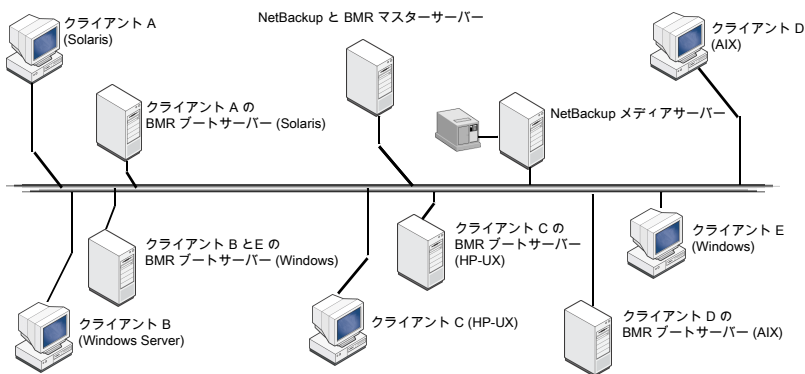 クライアント A
(Solaris)
NetBackup と BMR マスターサーバー
クライアント D
(AIX)
クライアント A の
BMR ブートサーバー (Solaris)
NetBackup メディアサーバー
クライアント B とE の
BMR ブートサーバー (Windows)
クライアント C の
BMR ブートサーバー
(HP-UX)
クライアント E
(Windows)
クライアント B
(Windows Server)
クライアント C (HP-UX)
クライアント D の
BMR ブートサーバー (AIX)